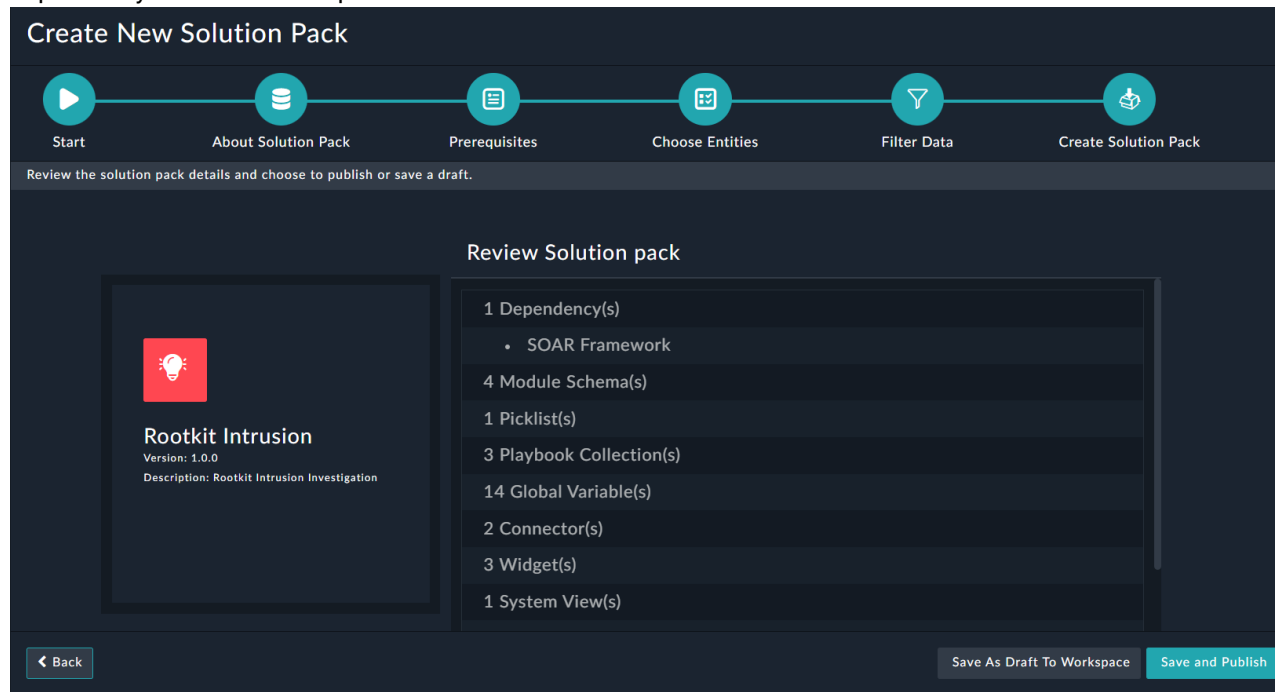 Create New Solution Pack
Start
About Solution Pack
Prerequisites
Choose Entities
Filter Data
Create Solution Pack
Review the solution pack details and choose to publish or save a draft.
Review Solution pack
Rootkit Intrusion
Version: 1.0.0
Description: Rootkit Intrusion Investigation
1 Dependency(s)
• SOAR Framework
4 Module Schema(s)
1 Picklist(s)
3 Playbook Collection(s)
14 Global Variable(s)
2 Connector(s)
3 Widget(s)
1 System View(s)
Back
Save As Draft To Workspace
Save and Publish